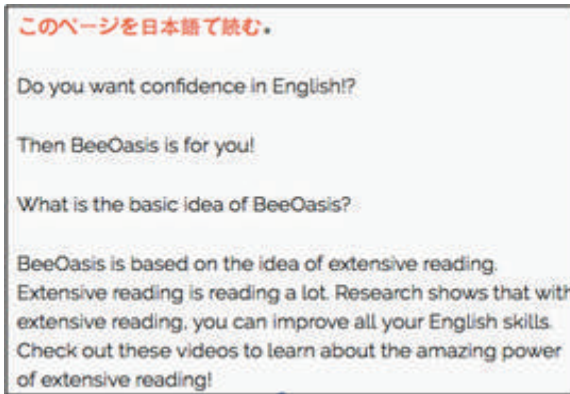 このページを日本語で読む.
Do you want confidence in English!?
Then BeeOasis is for you!
What is the basic idea of BeeOasis?
BeeOasis is based on the idea of extensive reading.
Extensive reading is reading a lot. Research shows that with
extensive reading, you can improve all your English skills.
Check out these videos to learn about the amazing power
of extensive reading!